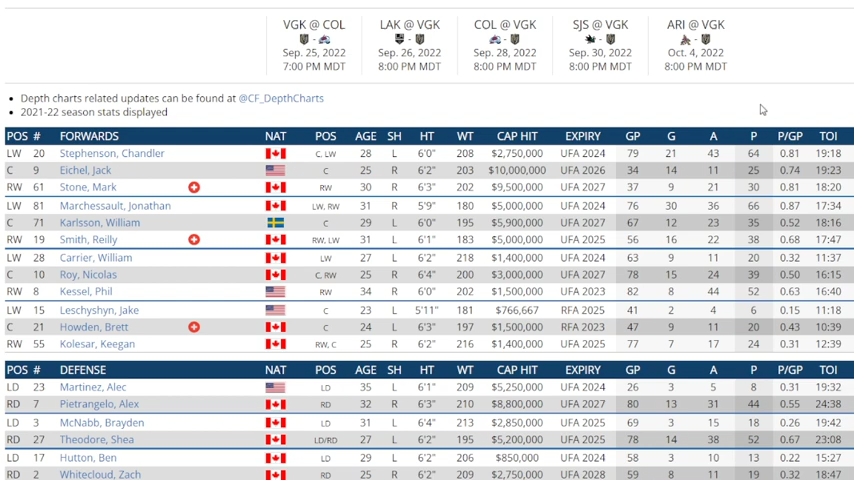 VGK @ COL LAK @ VGK COL @ VGK SJS @ VGK ARI @ VGK
- - - - -
Sep. 25, 2022 Sep. 26, 2022 Sep. 28, 2022 Sep. 30, 2022 Oct. 4, 2022
7:00 PM MDT 8:00 PM MDT 8:00 PM MDT 8:00 PM MDT 8:00 PM MDT
• Depth charts related updates can be found at @CF_DepthCharts
• 2021-22 season stats displayed
POS # FORWARDS NAT POS AGE SH HT WT CAP HIT EXPIRY GP G A P P/GP TOI
LW 20 Stephenson, Chandler C, LW 28 L 6'0" 208 $2,750,000 UFA 2024 79 21 43 64 0.81 19:18
C 9 Eichel, Jack C 25 R 6'2" 203 $10,000,000 UFA 2026 34 14 11 25 0.74 19:23
RW 61 Stone, Mark RW 30 R 6'3" 202 $9,500,000 UFA 2027 37 9 21 30 0.81 18:20
LW 81 Marchessault, Jonathan LW, RW 31 R 5'9" 180 $5,000,000 UFA 2024 76 30 36 66 0.87 17:34
C 71 Karlsson, William C 29 L 6'0" 195 $5,900,000 UFA 2027 67 12 23 35 0.52 18:16
RW 19 Smith, Reilly RW, LW 31 L 6'1" 183 $5,000,000 UFA 2025 56 16 22 38 0.68 17:47
LW 28 Carrier, William LW 27 L 6'2" 218 $1,400,000 UFA 2024 63 9 11 20 0.32 11:37
C 10 Roy, Nicolas C, RW 25 R 6'4" 200 $3,000,000 UFA 2027 78 15 24 39 0.50 16:15
RW 8 Kessel, Phil RW 34 R 6'0" 202 $1,500,000 UFA 2023 82 8 44 52 0.63 16:40
LW 15 Leschyshyn, Jake C 23 L 5'11" 181 $766,667 RFA 2025 41 2 4 6 0.15 11:18
C 21 Howden, Brett C 24 L 6'3" 197 $1,500,000 RFA 2023 47 9 11 20 0.43 10:39
RW 55 Kolesar, Keegan RW, C 25 R 6'2" 216 $1,400,000 UFA 2025 77 7 17 24 0.31 12:39
POS # DEFENSE NAT POS AGE SH HT WT CAP HIT EXPIRY GP G A P P/GP TOI
LD 23 Martinez, Alec LD 35 L 6'1" 209 $5,250,000 UFA 2024 26 3 5 8 0.31 19:32
RD 7 Pietrangelo, Alex RD 32 R 6'3" 210 $8,800,000 UFA 2027 80 13 31 44 0.55 24:38
LD 3 McNabb, Brayden LD 31 L 6'4" 213 $2,850,000 UFA 2025 69 3 15 18 0.26 19:42
RD 27 Theodore, Shea LD/RD 27 L 6'2" 195 $5,200,000 UFA 2025 78 14 38 52 0.67 23:08
LD 17 Hutton, Ben LD 29 L 6'2" 206 $850,000 UFA 2024 58 3 10 13 0.22 15:27
RD 2 Whitecloud, Zach RD 25 R 6'2" 209 $2,750,000 UFA 2028 59 8 11 19 0.32 18:47